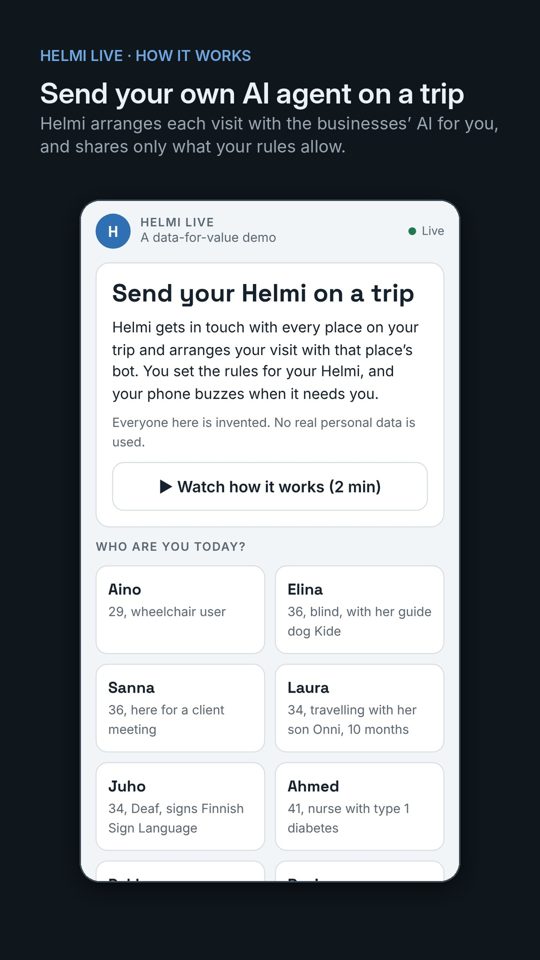 HELMI LIVE · HOW IT WORKS
Send your own AI agent on a trip
Helmi arranges each visit with the businesses’ AI for you,
and shares only what your rules allow.
H
HELMI LIVE
A data-for-value demo
Live
Send your Helmi on a trip
Helmi gets in touch with every place on your
trip and arranges your visit with that place’s
bot. You set the rules for your Helmi, and
your phone buzzes when it needs you.
Everyone here is invented. No real personal data is
used.
▶ Watch how it works (2 min)
WHO ARE YOU TODAY?
Aino
29, wheelchair user
Elina
36, blind, with her guide
dog Kide
Sanna
36, here for a client
meeting
Laura
34, travelling with her
son Onni, 10 months
Juho
34, Deaf, signs Finnish
Sign Language
Ahmed
41, nurse with type 1
diabetes